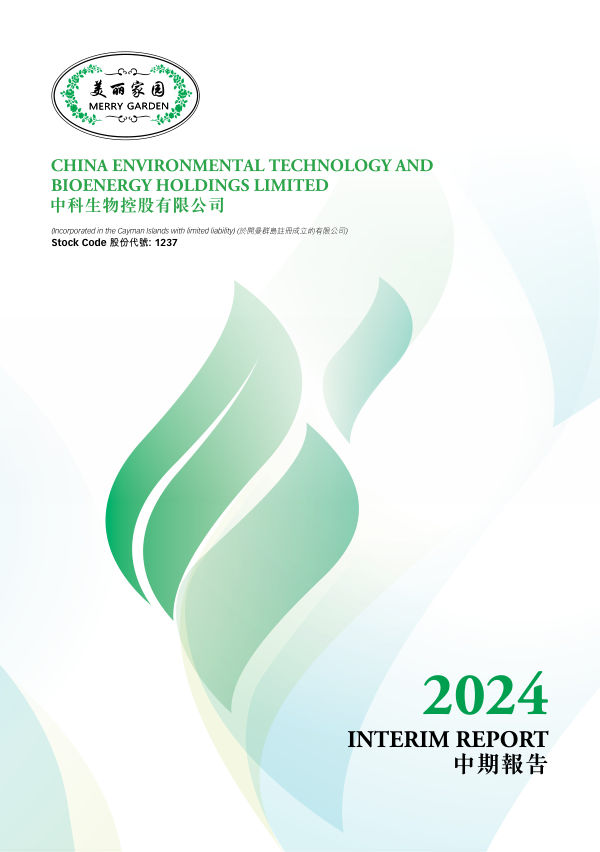 美丽家园
MERRY GARDEN
CHINA ENVIRONMENTAL TECHNOLOGY AND
BIOENERGY HOLDINGS LIMITED
中科生物控股有限公司
(Incorporated in the Cayman Islands with limited liability) (於開曼群島註冊成立的有限公司)
Stock Code 股份代號: 1237
2024
INTERIM REPORT
中期報告